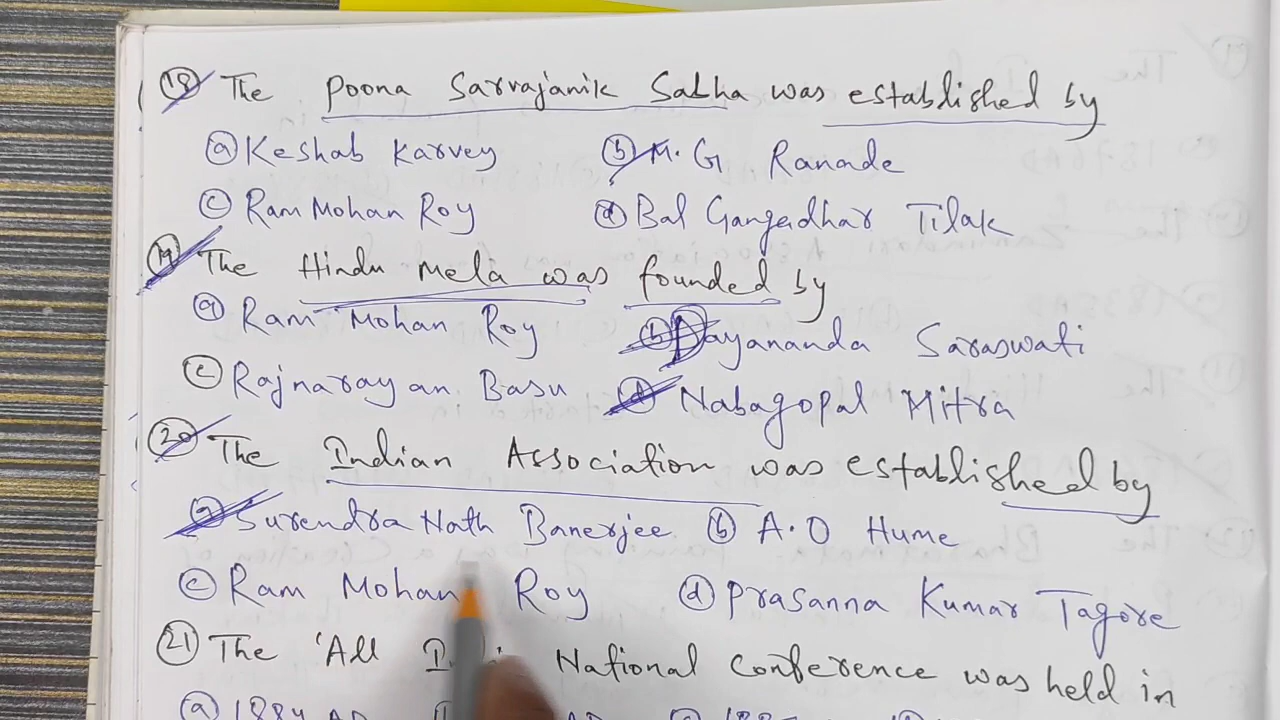 18 The Poona Sarvajanik Sabha was established by
a Keshab Karvey b M. G Ranade
c Ram Mohan Roy d Bal Gangadhar Tilak
19 The Hindu Mela was founded by
a Ram Mohan Roy b Dayananda Saraswati
c Rajnarayan Basu d Nabagopal Mitra
20 The Indian Association was established by
a Surendra Nath Banerjee b A.O Hume
c Ram Mohan Roy d Prasanna Kumar Tagore
21 The 'All National Conference was held in
a 1884 AD